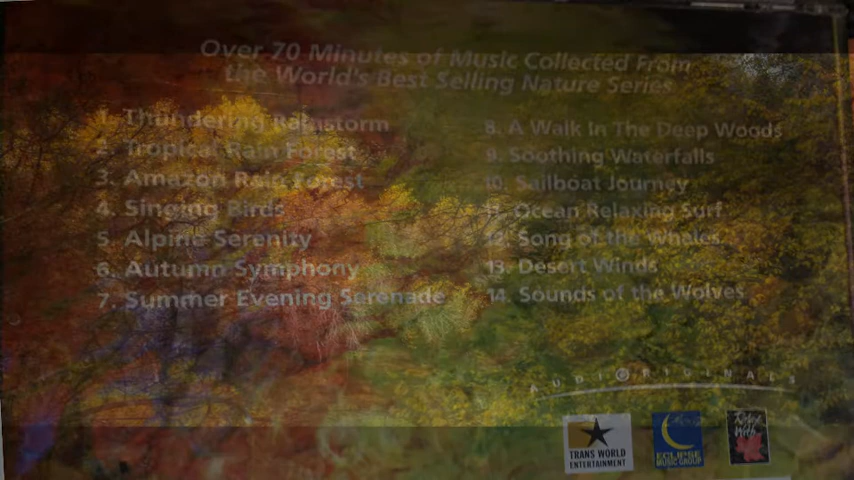 Over 70 Minutes of Music Collected From
the World's Best Selling Nature Series
1. Thundering Rainstorm
2. Tropical Rain Forest
3. Amazon Rain Forest
4. Singing Birds
5. Alpine Serenity
6. Autumn Symphony
7. Summer Evening Serenade
8. A Walk In The Deep Woods
9. Soothing Waterfalls
10. Sailboat Journey
11. Ocean Relaxing Surf
12. Song of the Whales
13. Desert Winds
14. Sounds of the Wolves
AUDIO ORIGINALS
TRANS WORLD
ENTERTAINMENT
ECLIPSE
MUSIC GROUP